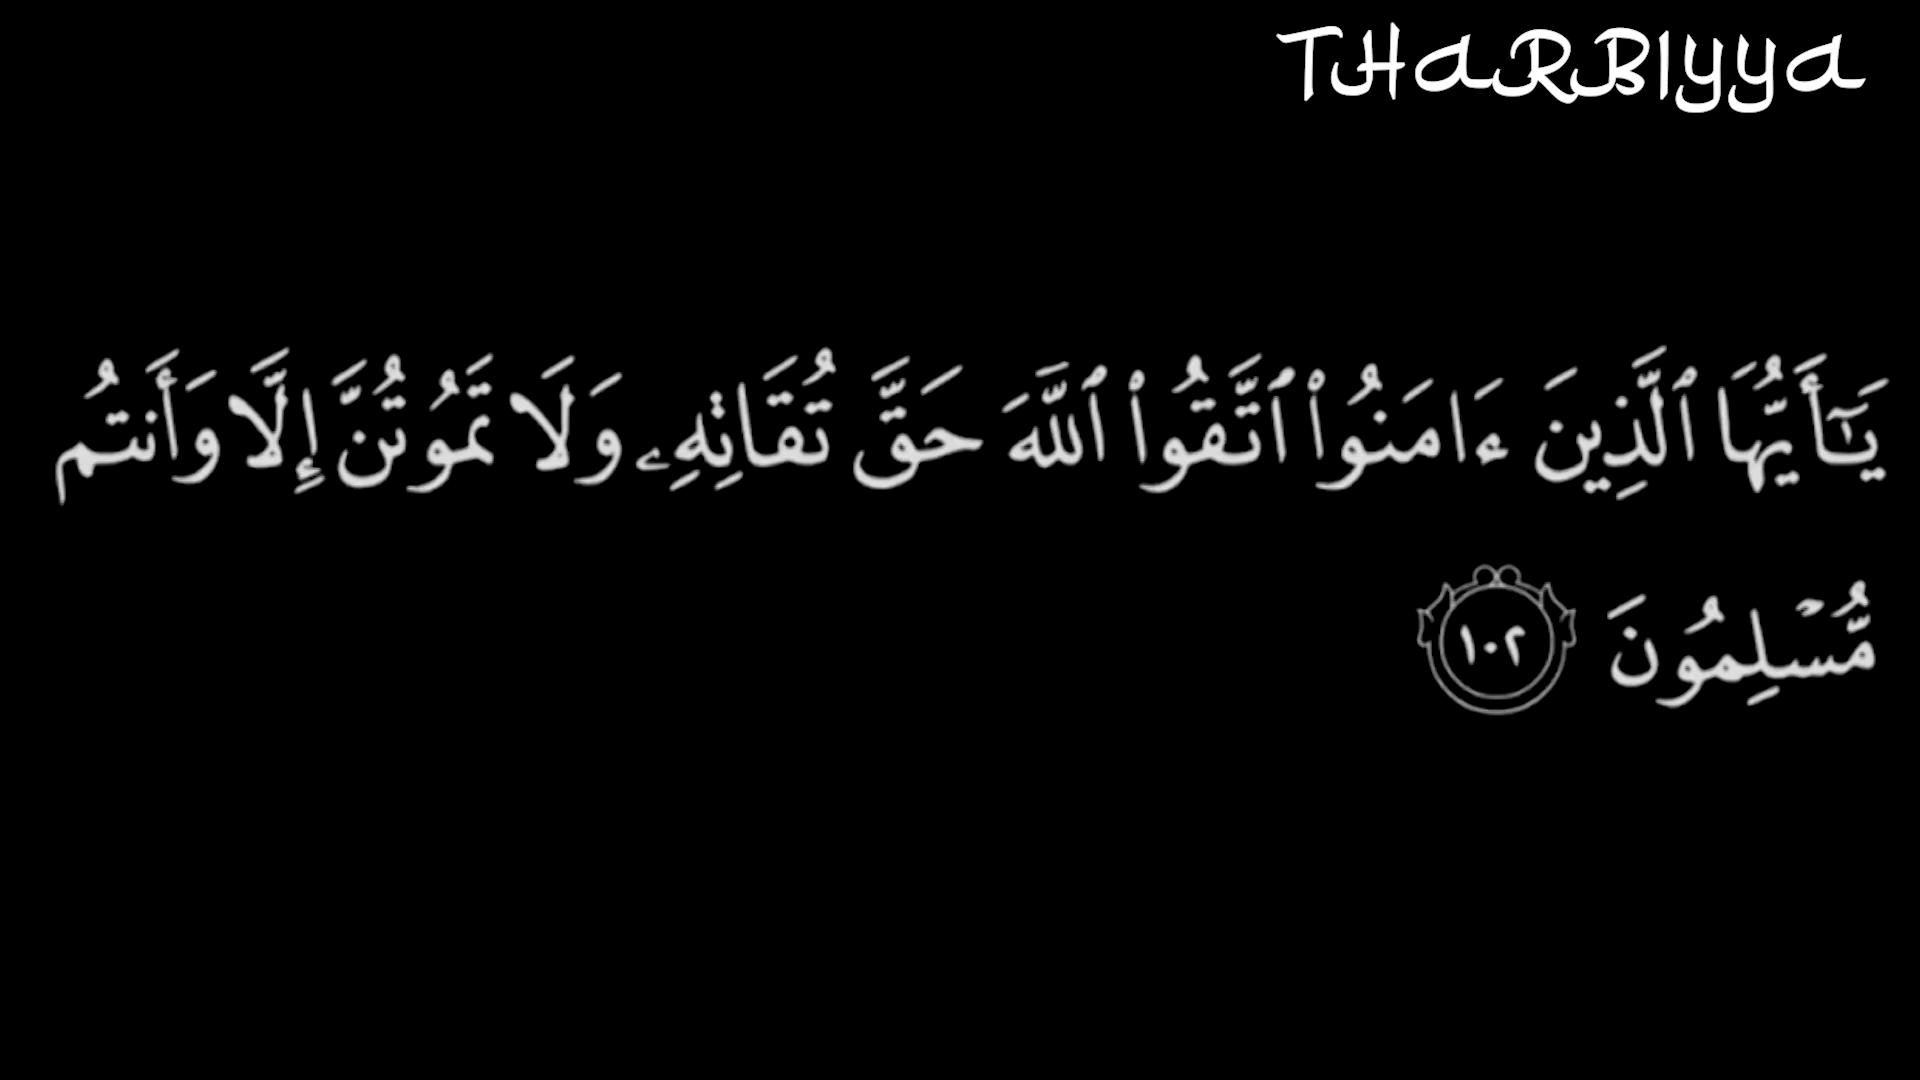 THARBIYYA
يَـٰٓأَيُّهَا ٱلَّذِينَ ءَامَنُوا۟ ٱتَّقُوا۟ ٱللَّهَ حَقَّ تُقَاتِهِۦ وَلَا تَمُوتُنَّ إِلَّا وَأَنتُم
مُّسْلِمُونَ ١٠٢